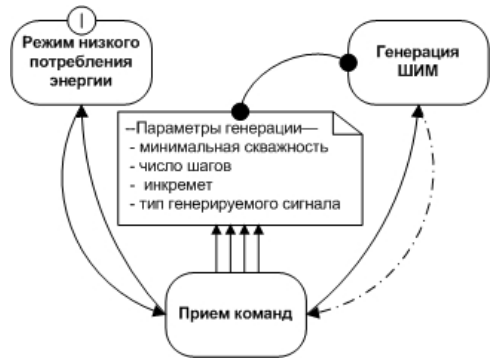 I
Режим низкого
потребления
энергии
Генерация
ШИМ
--Параметры генерации—
- минимальная скважность
- число шагов
- инкремет
- тип генерируемого сигнала
Прием команд